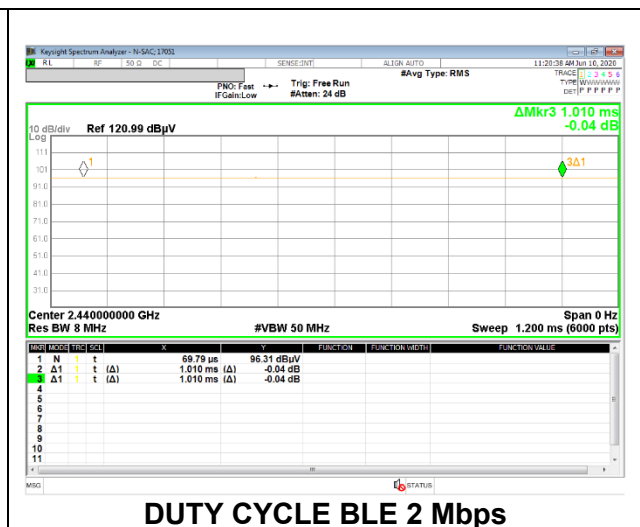 Keysight Spectrum Analyzer - N-SAC; 17051
RL RF 50 Ω DC SENSE:INT ALIGN AUTO 11:20:38 AM Jun 10, 2020
#Avg Type: RMS TRACE 1 2 3 4 5 6
PNO: Fast Trig: Free Run TYPE WWWWWW
IFGain:Low #Atten: 24 dB DET P P P P P P
ΔMkr3 1.010 ms
-0.04 dB
10 dB/div Ref 120.99 dBµV
Log
111
101
91.0
81.0
71.0
61.0
51.0
41.0
31.0
1
3Δ1
Center 2.440000000 GHz Span 0 Hz
Res BW 8 MHz #VBW 50 MHz Sweep 1.200 ms (6000 pts)
MKR MODE TRC SCL X Y FUNCTION FUNCTION WIDTH FUNCTION VALUE
1 N 1 t 69.79 µs 96.31 dBµV
2 Δ1 1 t (Δ) 1.010 ms (Δ) -0.04 dB
3 Δ1 1 t (Δ) 1.010 ms (Δ) -0.04 dB
4
5
6
7
8
9
10
11
MSG STATUS
DUTY CYCLE BLE 2 Mbps